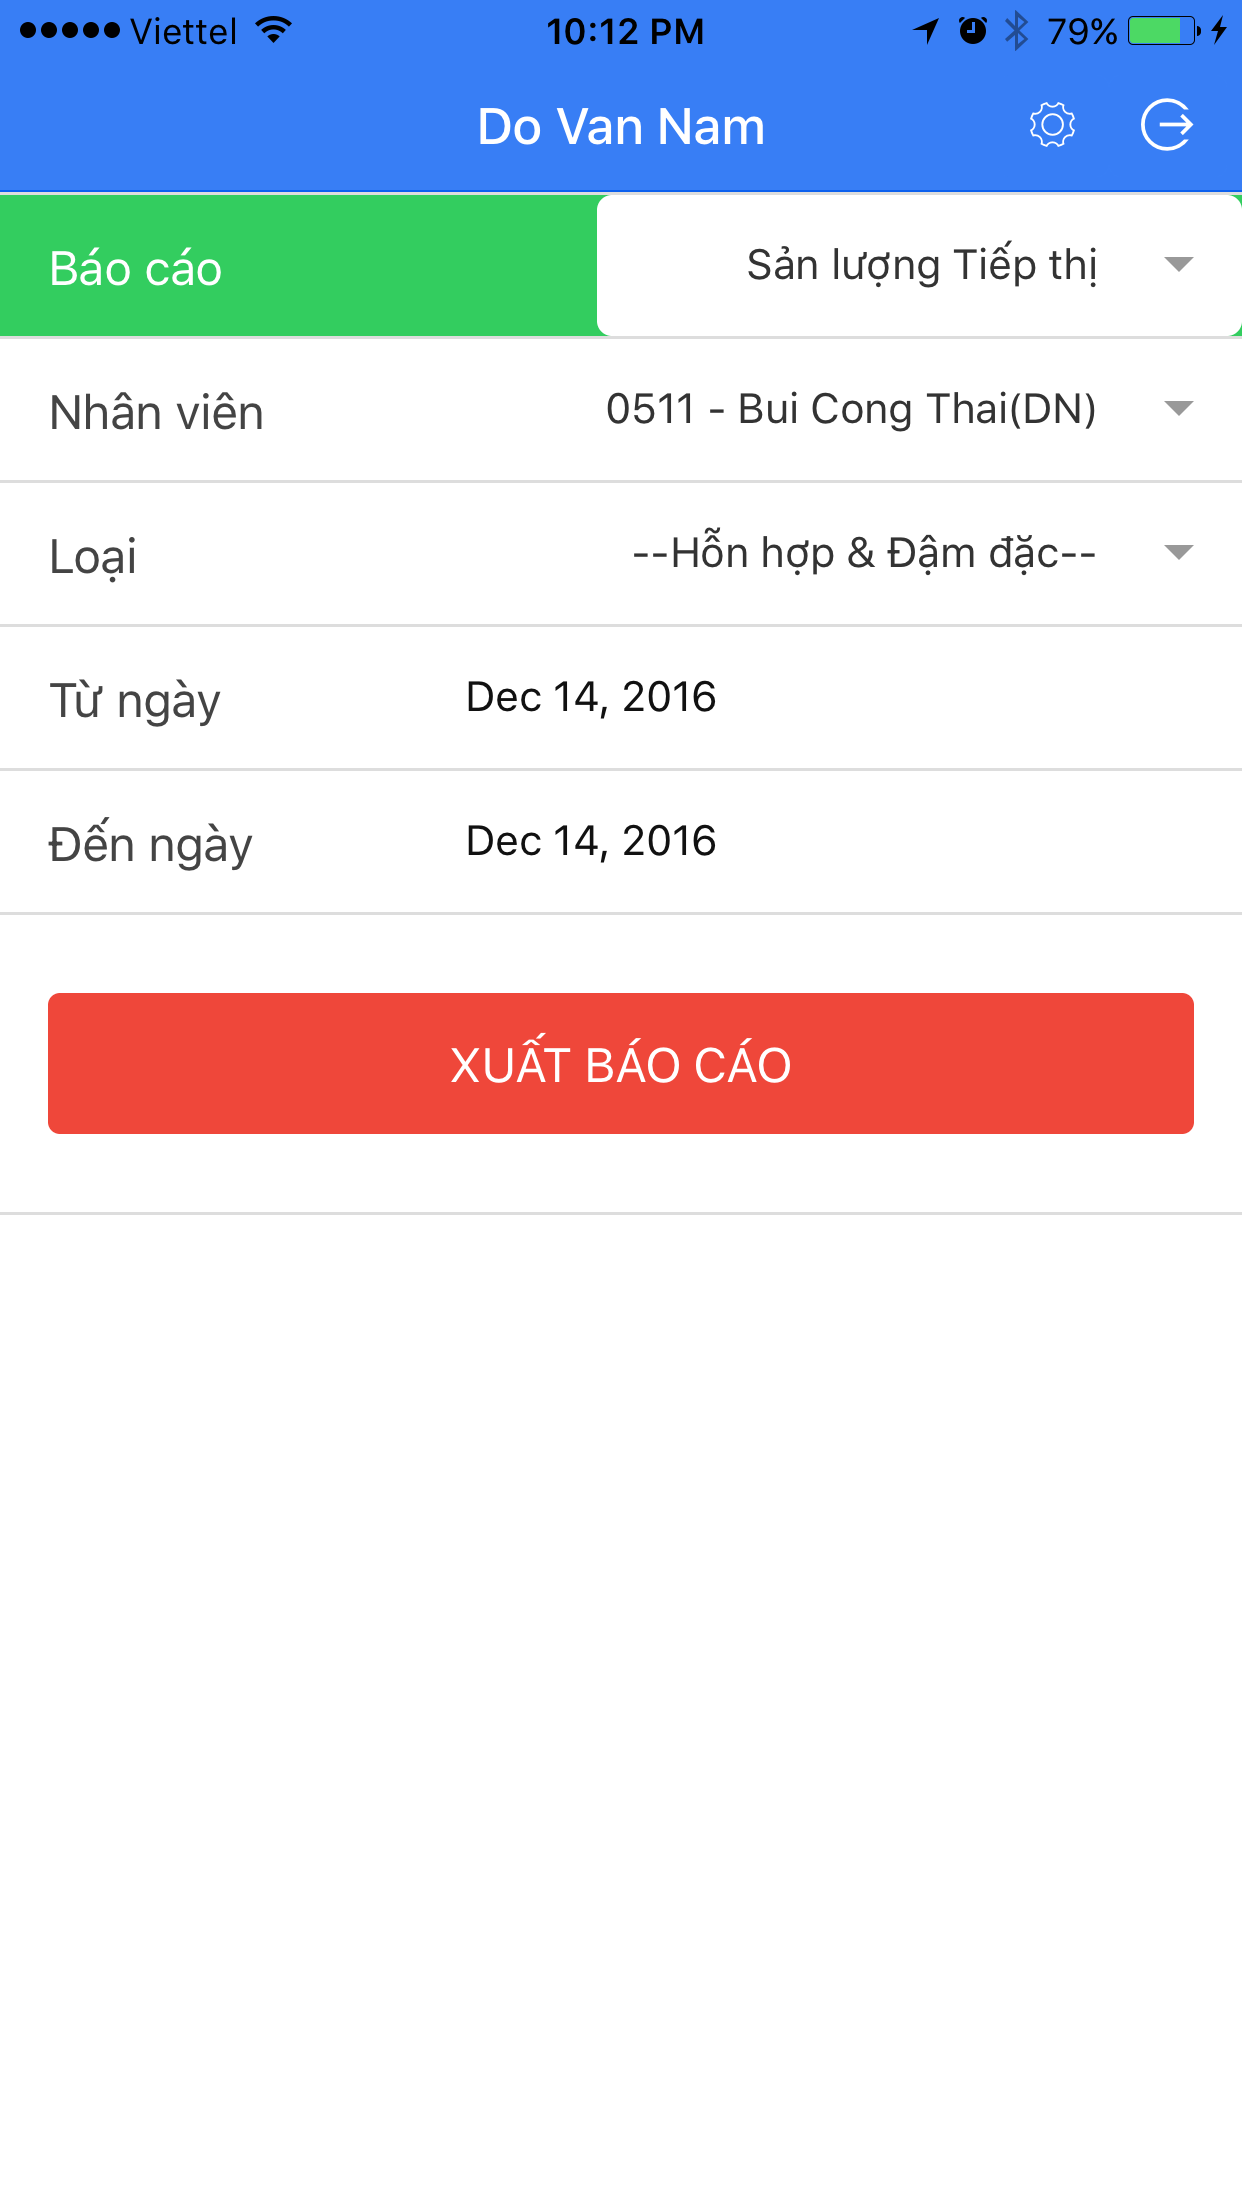 Viettel 10:12 PM 79%
Do Van Nam
Báo cáo Sản lượng Tiếp thị
Nhân viên 0511 - Bui Cong Thai(DN)
Loại --Hỗn hợp & Đậm đặc--
Từ ngày Dec 14, 2016
Đến ngày Dec 14, 2016
XUẤT BÁO CÁO